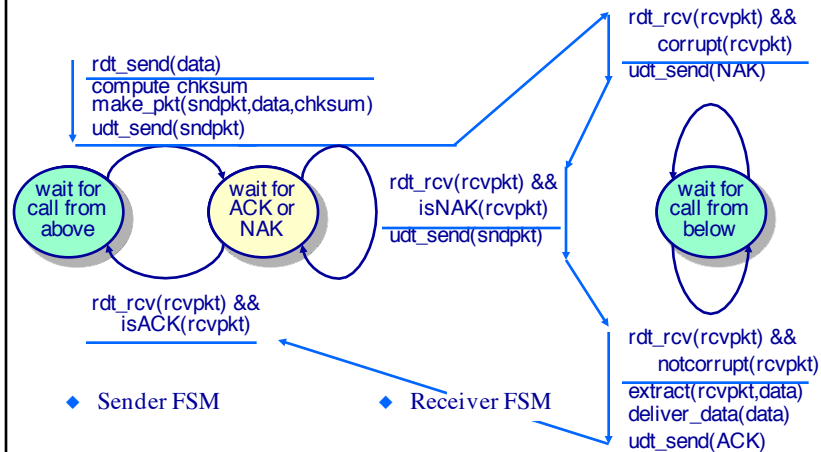 rdt_send(data)
compute chksum
make_pkt(sndpkt,data,chksum)
udt_send(sndpkt)
wait for
call from
above
wait for
ACK or
NAK
rdt_rcv(rcvpkt) &&
isACK(rcvpkt)
rdt_rcv(rcvpkt) &&
isNAK(rcvpkt)
udt_send(sndpkt)
rdt_rcv(rcvpkt) &&
corrupt(rcvpkt)
udt_send(NAK)
wait for
call from
below
rdt_rcv(rcvpkt) &&
notcorrupt(rcvpkt)
extract(rcvpkt,data)
deliver_data(data)
udt_send(ACK)
◆ Sender FSM
◆ Receiver FSM